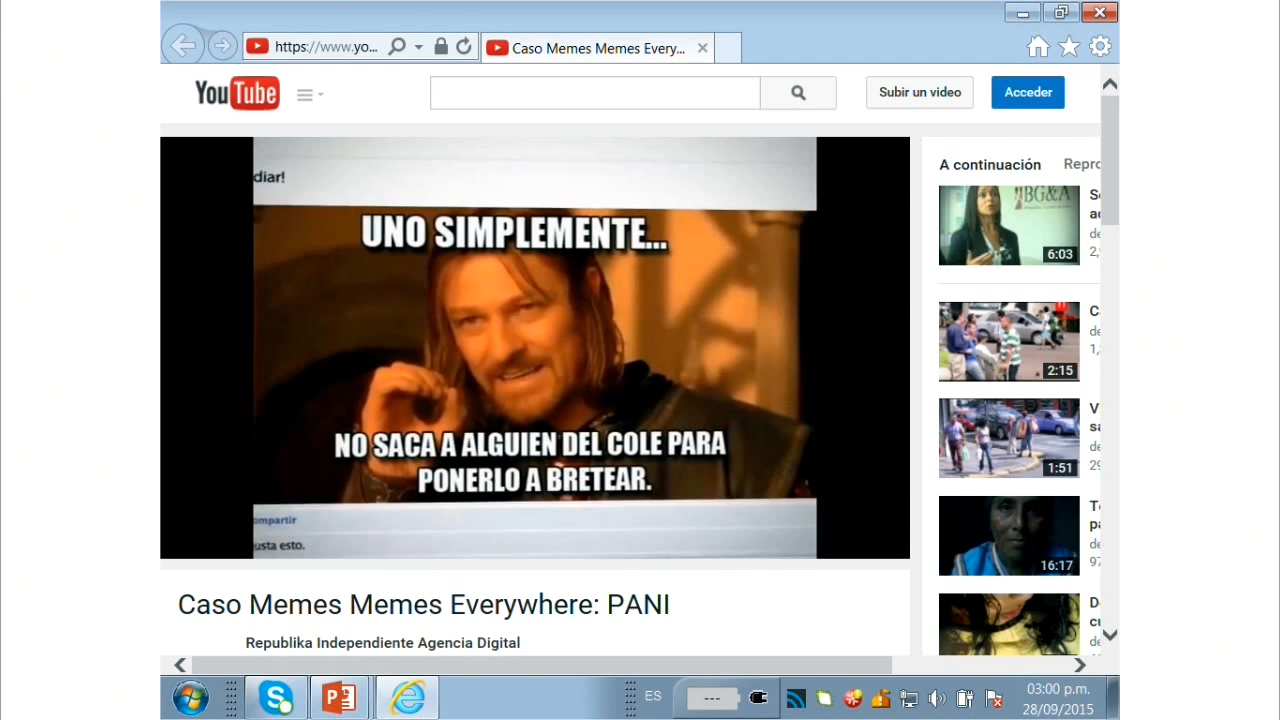 https://www.yo...
Caso Memes Memes Every...
YouTube
Subir un video
Acceder
diar!
UNO SIMPLEMENTE...
NO SACA A ALGUIEN DEL COLE PARA
PONERLO A BRETEAR.
ompartir
usta esto.
A continuación
Repro
BG&A
6:03
2:15
1:51
16:17
Caso Memes Memes Everywhere: PANI
Republika Independiente Agencia Digital
ES
03:00 p.m.
28/09/2015